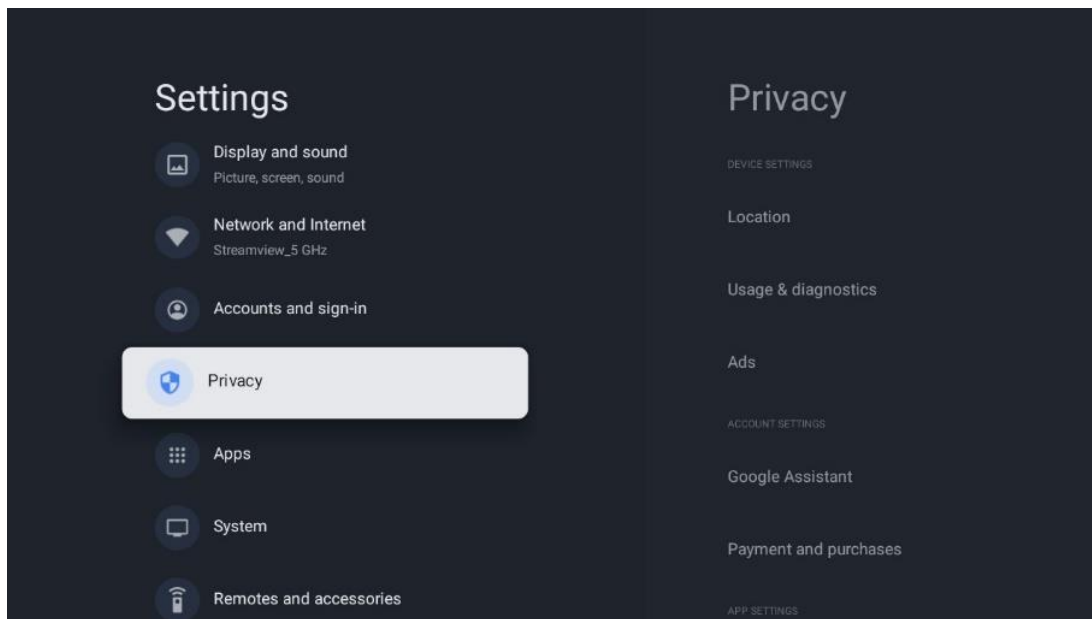 Settings
Display and sound
Picture, screen, sound
Network and Internet
Streamview_5 GHz
Accounts and sign-in
Privacy
Apps
System
Remotes and accessories
Privacy
DEVICE SETTINGS
Location
Usage & diagnostics
Ads
ACCOUNT SETTINGS
Google Assistant
Payment and purchases
APP SETTINGS